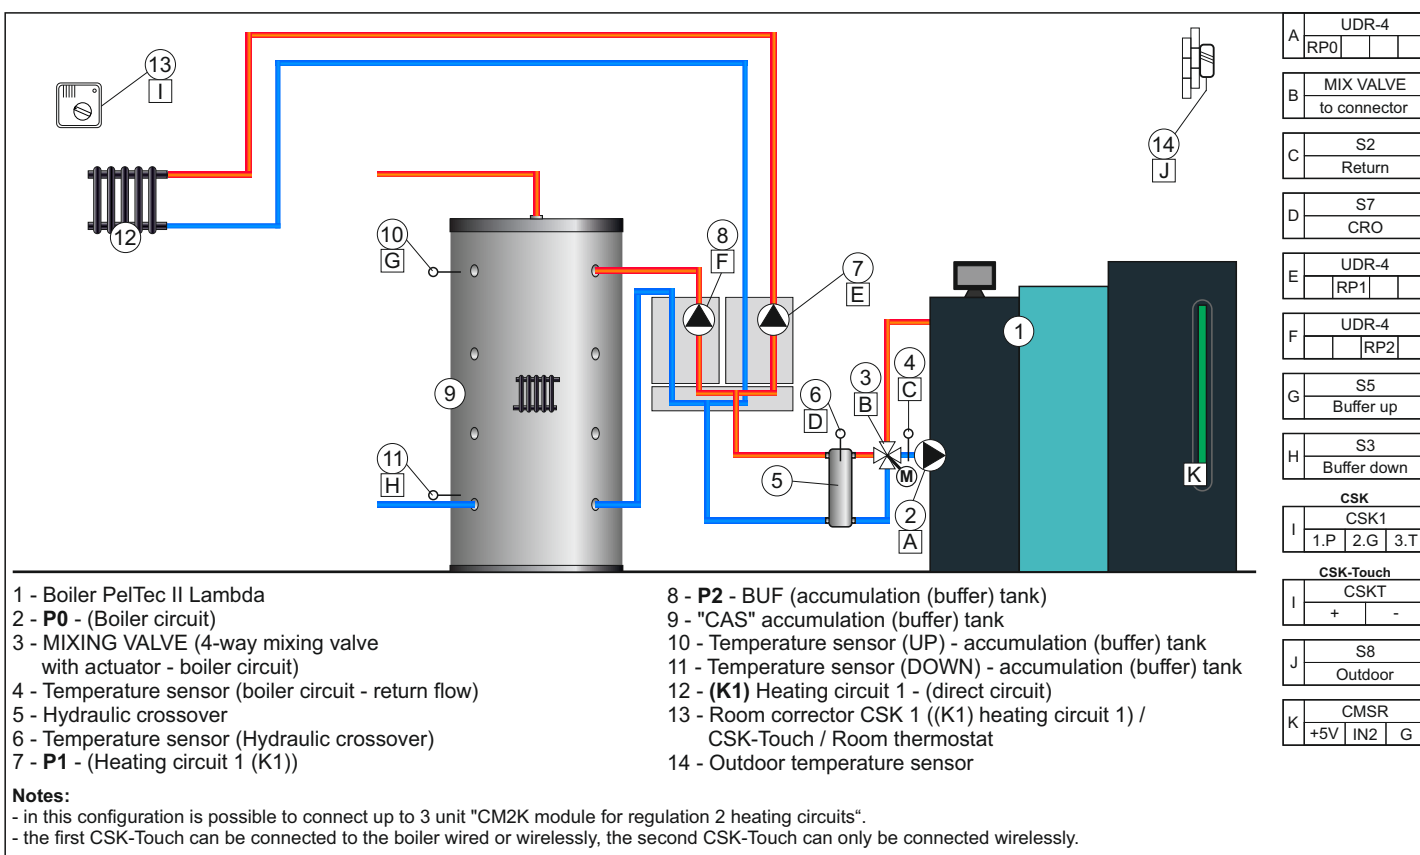 13
I
14
J
12
10
G
8
F
7
E
1
4
C
3
B
6
D
9
11
H
5
M
2
A
K
A
UDR-4
RP0
B
MIX VALVE
to connector
C
S2
Return
D
S7
CRO
E
UDR-4
RP1
F
UDR-4
RP2
G
S5
Buffer up
H
S3
Buffer down
CSK
I
CSK1
1.P 2.G 3.T
CSK-Touch
I
CSKT
+ -
J
S8
Outdoor
K
CMSR
+5V IN2 G
1 - Boiler PelTec II Lambda
2 - P0 - (Boiler circuit)
3 - MIXING VALVE (4-way mixing valve
with actuator - boiler circuit)
4 - Temperature sensor (boiler circuit - return flow)
5 - Hydraulic crossover
6 - Temperature sensor (Hydraulic crossover)
7 - P1 - (Heating circuit 1 (K1))
8 - P2 - BUF (accumulation (buffer) tank)
9 - "CAS" accumulation (buffer) tank
10 - Temperature sensor (UP) - accumulation (buffer) tank
11 - Temperature sensor (DOWN) - accumulation (buffer) tank
12 - (K1) Heating circuit 1 - (direct circuit)
13 - Room corrector CSK 1 ((K1) heating circuit 1) /
CSK-Touch / Room thermostat
14 - Outdoor temperature sensor
Notes:
- in this configuration is possible to connect up to 3 unit "CM2K module for regulation 2 heating circuits“.
- the first CSK-Touch can be connected to the boiler wired or wirelessly, the second CSK-Touch can only be connected wirelessly.